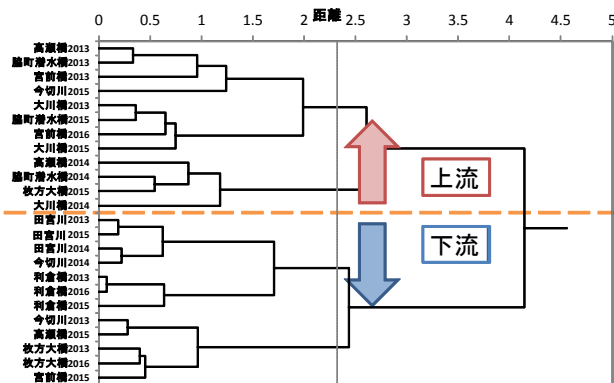 距離
0 0.5 1 1.5 2 2.5 3 3.5 4 4.5 5
高瀬橋2013
脇町潜水橋2013
宮前橋2013
今切川2015
大川橋2013
脇町潜水橋2015
宮前橋2016
大川橋2015
高瀬橋2014
脇町潜水橋2014
枚方大橋2015
大川橋2014
上流
田宮川2013
田宮川2015
下流
田宮川2014
今切川2014
利倉橋2013
利倉橋2016
利倉橋2015
今切川2013
高瀬橋2015
枚方大橋2013
枚方大橋2016
宮前橋2015